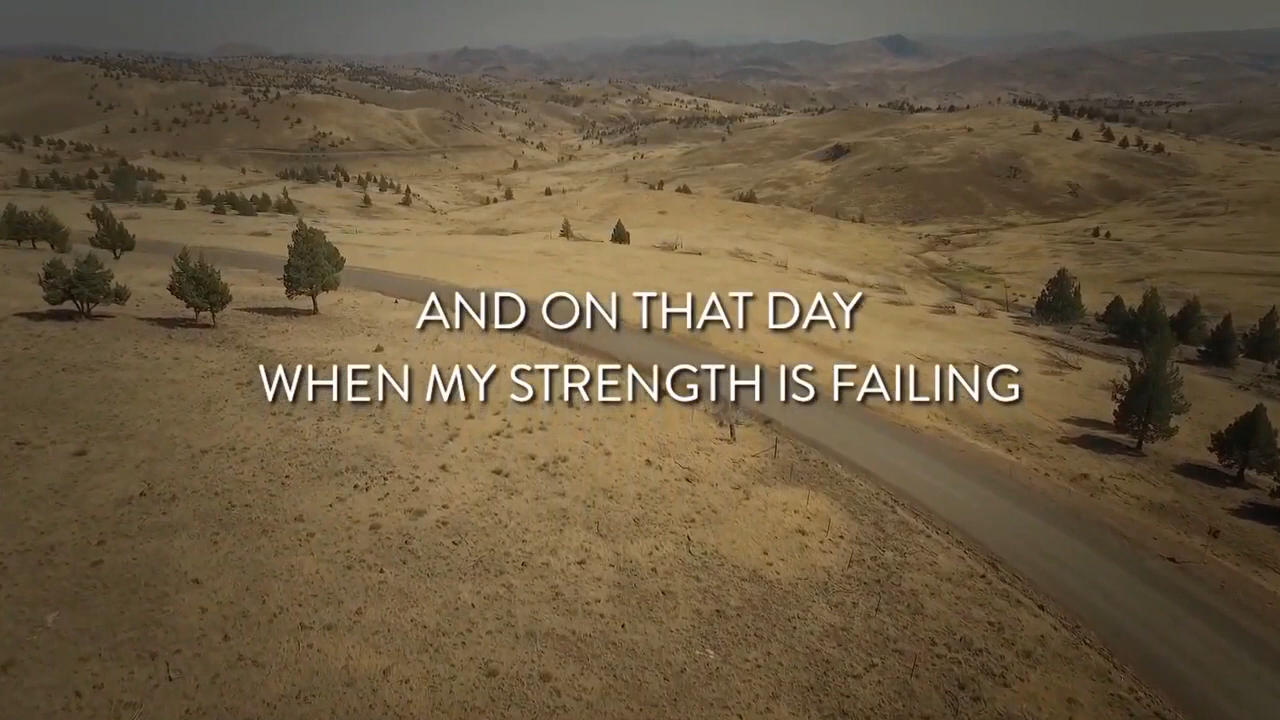 AND ON THAT DAY
WHEN MY STRENGTH IS FAILING